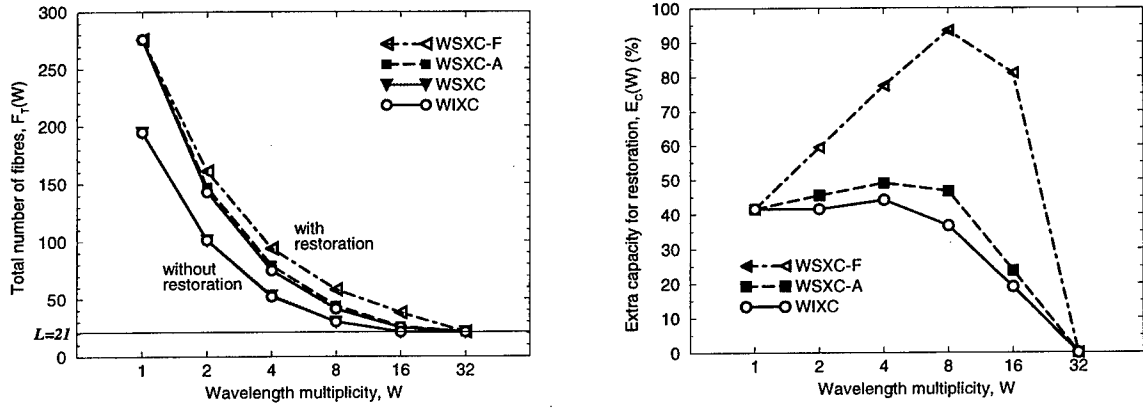 Total number of fibres, F_T(W)
300
250
200
150
100
50
L=21
0
WSXC-F
WSXC-A
WSXC
WIXC
with
restoration
without
restoration
1 2 4 8 16 32
Wavelength multiplicity, W
Extra capacity for restoration, E_C(W) (%)
100
90
80
70
60
50
40
30
20
10
0
WSXC-F
WSXC-A
WIXC
1 2 4 8 16 32
Wavelength multiplicity, W